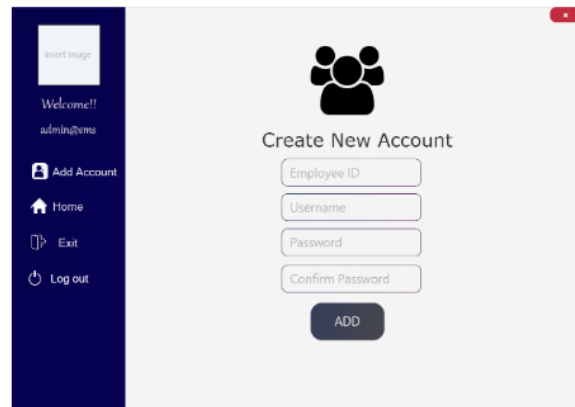 Insert Image
Welcome!!
admin@sms
Add Account
Home
Exit
Log out
Create New Account
Employee ID
Username
Password
Confirm Password
ADD